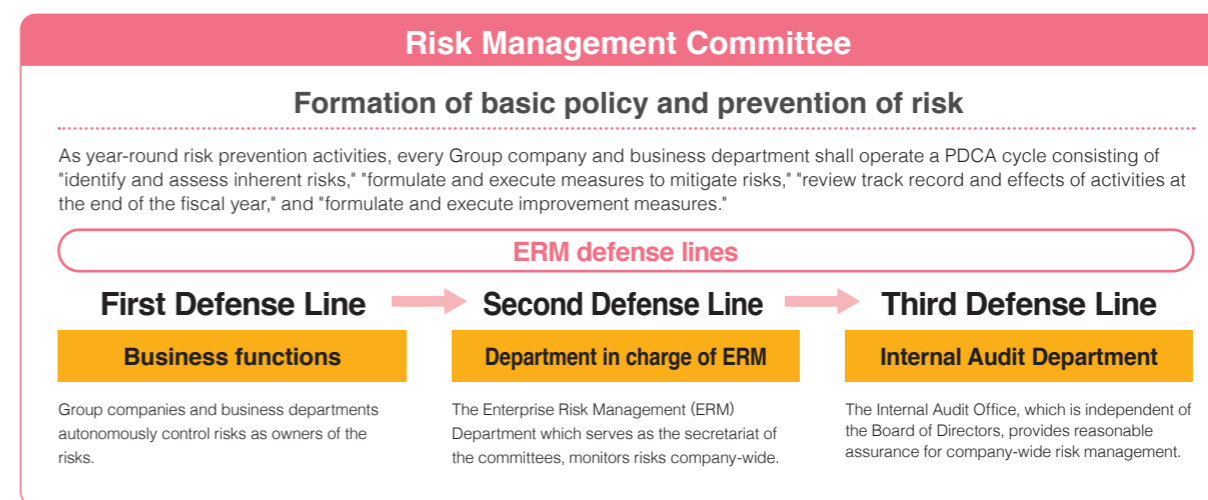 Risk Management Committee
Formation of basic policy and prevention of risk
As year-round risk prevention activities, every Group company and business department shall operate a PDCA cycle consisting of
"identify and assess inherent risks," "formulate and execute measures to mitigate risks," "review track record and effects of activities at
the end of the fiscal year," and "formulate and execute improvement measures."
ERM defense lines
First Defense Line
Business functions
Group companies and business departments
autonomously control risks as owners of the
risks.
Second Defense Line
Department in charge of ERM
The Enterprise Risk Management (ERM)
Department which serves as the secretariat of
the committees, monitors risks company-wide.
Third Defense Line
Internal Audit Department
The Internal Audit Office, which is independent of
the Board of Directors, provides reasonable
assurance for company-wide risk management.